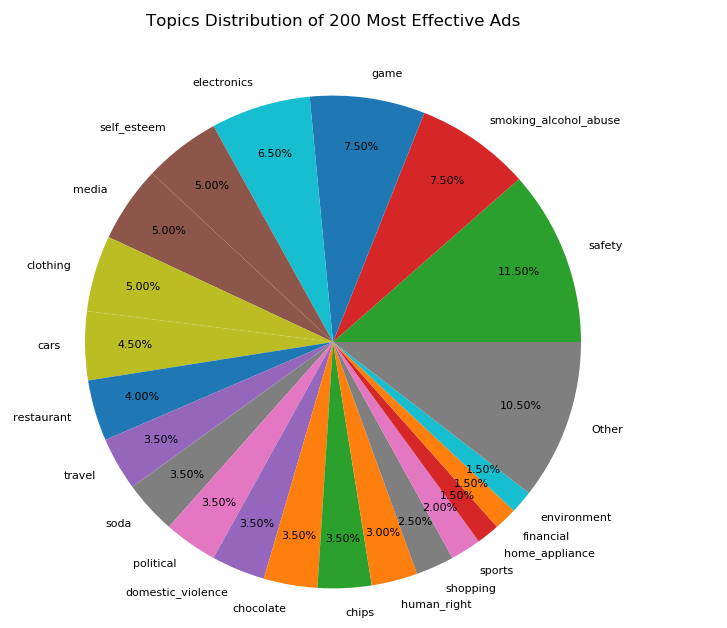 Topics Distribution of 200 Most Effective Ads
safety
11.50%
smoking_alcohol_abuse
7.50%
game
7.50%
electronics
6.50%
self_esteem
5.00%
media
5.00%
clothing
5.00%
cars
4.50%
restaurant
4.00%
travel
3.50%
soda
3.50%
political
3.50%
domestic_violence
3.50%
chocolate
3.50%
chips
3.50%
human_right
3.00%
shopping
2.50%
sports
2.00%
home_appliance
1.50%
financial
1.50%
environment
1.50%
Other
10.50%